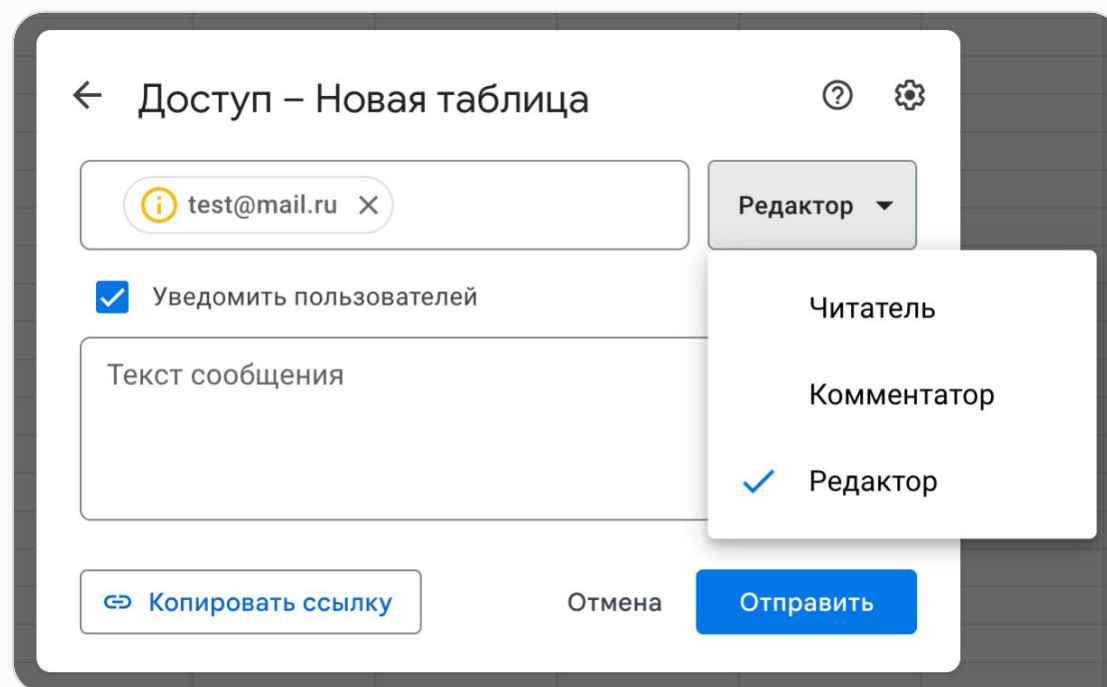 Доступ – Новая таблица
test@mail.ru
Редактор
Уведомить пользователей
Текст сообщения
Читатель
Комментатор
Редактор
Копировать ссылку
Отмена
Отправить